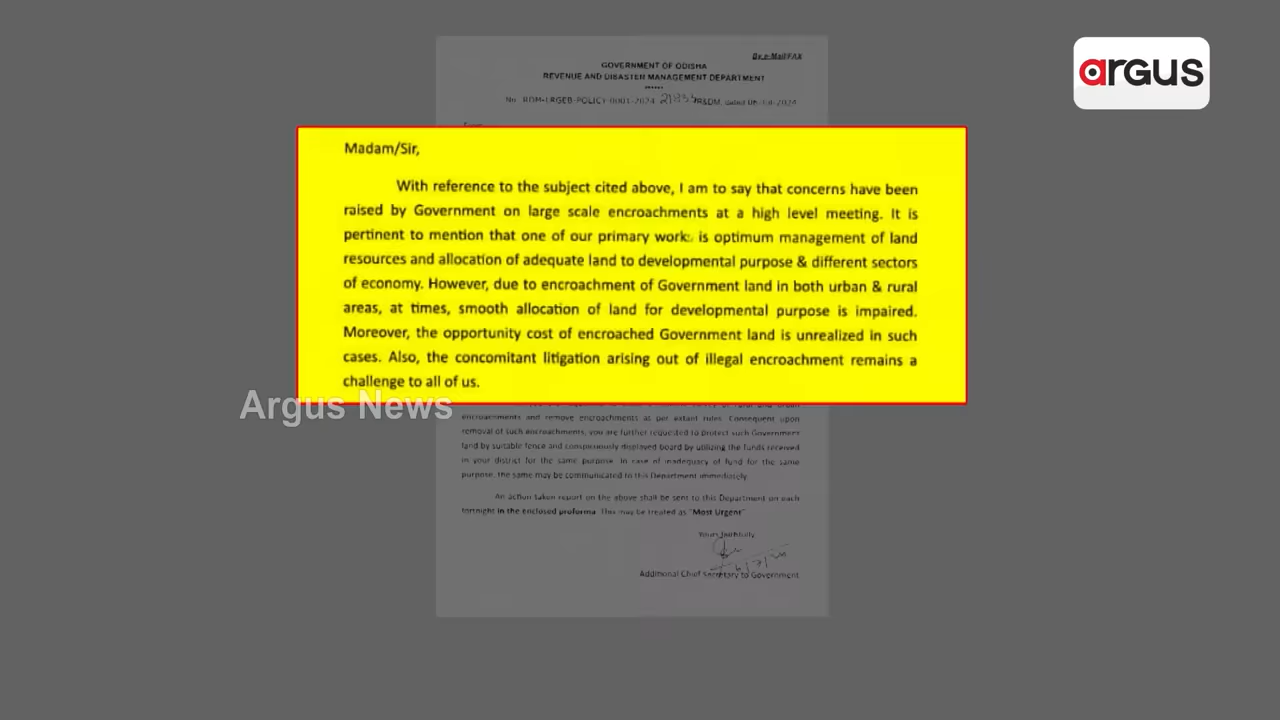 argus
By e-Mail/FAX
GOVERNMENT OF ODISHA
REVENUE AND DISASTER MANAGEMENT DEPARTMENT
No. RDM-LRGEB-POLICY-0001-2024 /R&DM, dated 06-Jul-2024
Madam/Sir,
With reference to the subject cited above, I am to say that concerns have been
raised by Government on large scale encroachments at a high level meeting. It is
pertinent to mention that one of our primary work: is optimum management of land
resources and allocation of adequate land to developmental purpose & different sectors
of economy. However, due to encroachment of Government land in both urban & rural
areas, at times, smooth allocation of land for developmental purpose is impaired.
Moreover, the opportunity cost of encroached Government land is unrealized in such
cases. Also, the concomitant litigation arising out of illegal encroachment remains a
challenge to all of us.
Argus News
encroachments and remove encroachments as per extant rules. Consequent upon
removal of such encroachments, you are further requested to protect such Government
land by suitable fence and conspicuously displayed board by utilizing the funds received
in your district for the same purpose. In case of inadequacy of fund for the same
purpose, the same may be communicated to this Department immediately.
An action taken report on the above shall be sent to this Department on each
fortnight in the enclosed proforma. This may be treated as "Most Urgent"
Yours faithfully
Additional Chief Secretary to Government